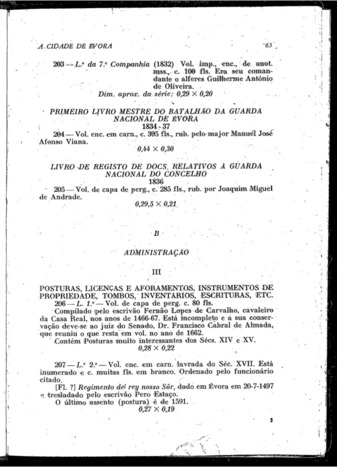 A CIDADE DE EVORA 65
203 — L.º da 7.ª Companhia (1832) Vol. imp., enc., de anot.
mss., c. 100 fls. Era seu coman-
dante o alferes Guilherme António
de Oliveira.
Dim. aprox. da série: 0,29 × 0,20
PRIMEIRO LIVRO MESTRE DO BATALHAO DA GUARDA
NACIONAL DE EVORA
1834-37
204 — Vol. enc. em carn., c. 395 fls., rub. pelo major Manuel José
Afonso Viana.
0,44 × 0,30
LIVRO DE REGISTO DE DOCS. RELATIVOS À GUARDA
NACIONAL DO CONCELHO
1836
205 — Vol. de capa de perg., c. 285 fls., rub. por Joaquim Miguel
de Andrade.
0,29,5 × 0,21
B
ADMINISTRAÇÃO
III
POSTURAS, LICENÇAS E AFORAMENTOS, INSTRUMENTOS DE
PROPRIEDADE, TOMBOS, INVENTARIOS, ESCRITURAS, ETC.
206 — L. 1.º — Vol. de capa de perg. c. 80 fls.
Compilado pelo escrivão Fernão Lopes de Carvalho, cavaleiro
da Casa Real, nos anos de 1466-67. Está incompleto e a sua conser-
vação deve-se ao juiz do Senado, Dr. Francisco Cabral de Almada,
que reuniu o que resta em vol. no ano de 1662.
Contém Posturas muito interessantes dos Sécs. XIV e XV.
0,28 × 0,22
207 — L.º 2.º — Vol. enc. em carn. lavrada do Séc. XVII. Está
inumerado e c. muitas fls. em branco. Ordenado pelo funcionário
citado.
[Fl. ?] Regimento del rey nosso Sõr, dado em Évora em 20-7-1497
e tresladado pelo escrivão Pero Estaço.
O último assento (postura) é de 1591.
0,27 × 0,19
5